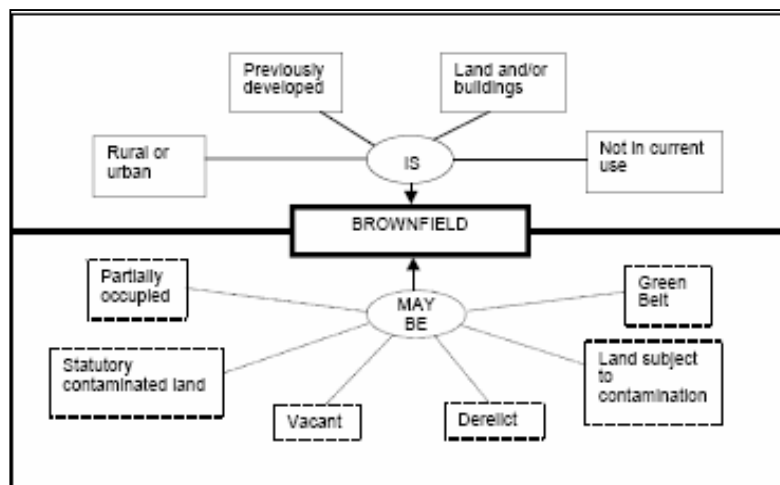 Previously
developed
Land and/or
buildings
Rural or
urban
IS
Not in current
use
BROWNFIELD
Partially
occupied
MAY
BE
Green
Belt
Statutory
contaminated land
Land subject
to
contamination
Vacant
Derelict